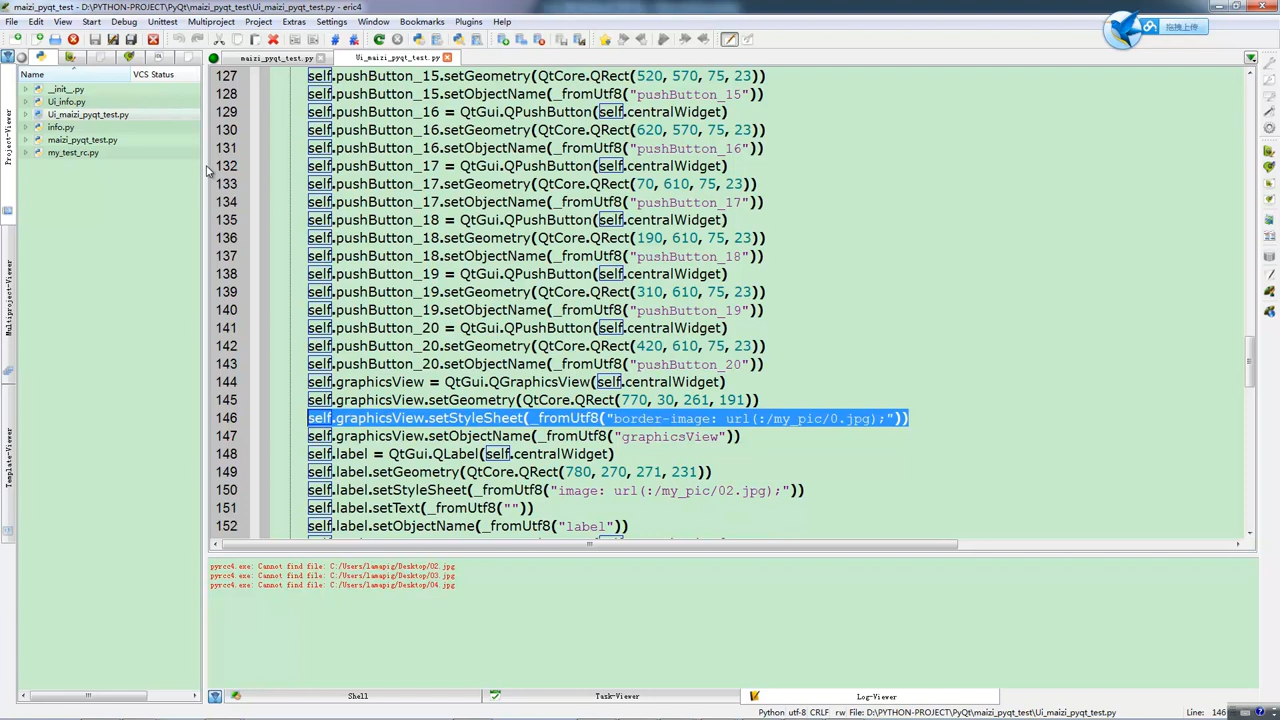 maizi_pyqt_test - D:\PYTHON-PROJECT\PyQt\maizi_pyqt_test\Ui_maizi_pyqt_test.py - eric4
File Edit View Start Debug Unittest Multiproject Project Extras Settings Window Bookmarks Plugins Help
拖拽上传
maizi_pyqt_test.py Ui_maizi_pyqt_test.py
Name VCS Status
__init__.py
Ui_info.py
Ui_maizi_pyqt_test.py
info.py
maizi_pyqt_test.py
my_test_rc.py
Project-Viewer
Multiproject-Viewer
Template-Viewer
127 self.pushButton_15.setGeometry(QtCore.QRect(520, 570, 75, 23))
128 self.pushButton_15.setObjectName(_fromUtf8("pushButton_15"))
129 self.pushButton_16 = QtGui.QPushButton(self.centralWidget)
130 self.pushButton_16.setGeometry(QtCore.QRect(620, 570, 75, 23))
131 self.pushButton_16.setObjectName(_fromUtf8("pushButton_16"))
132 self.pushButton_17 = QtGui.QPushButton(self.centralWidget)
133 self.pushButton_17.setGeometry(QtCore.QRect(70, 610, 75, 23))
134 self.pushButton_17.setObjectName(_fromUtf8("pushButton_17"))
135 self.pushButton_18 = QtGui.QPushButton(self.centralWidget)
136 self.pushButton_18.setGeometry(QtCore.QRect(190, 610, 75, 23))
137 self.pushButton_18.setObjectName(_fromUtf8("pushButton_18"))
138 self.pushButton_19 = QtGui.QPushButton(self.centralWidget)
139 self.pushButton_19.setGeometry(QtCore.QRect(310, 610, 75, 23))
140 self.pushButton_19.setObjectName(_fromUtf8("pushButton_19"))
141 self.pushButton_20 = QtGui.QPushButton(self.centralWidget)
142 self.pushButton_20.setGeometry(QtCore.QRect(420, 610, 75, 23))
143 self.pushButton_20.setObjectName(_fromUtf8("pushButton_20"))
144 self.graphicsView = QtGui.QGraphicsView(self.centralWidget)
145 self.graphicsView.setGeometry(QtCore.QRect(770, 30, 261, 191))
146 self.graphicsView.setStyleSheet(_fromUtf8("border-image: url(:/my_pic/0.jpg);"))
147 self.graphicsView.setObjectName(_fromUtf8("graphicsView"))
148 self.label = QtGui.QLabel(self.centralWidget)
149 self.label.setGeometry(QtCore.QRect(780, 270, 271, 231))
150 self.label.setStyleSheet(_fromUtf8("image: url(:/my_pic/02.jpg);"))
151 self.label.setText(_fromUtf8(""))
152 self.label.setObjectName(_fromUtf8("label"))
pyrcc4.exe: Cannot find file: C:/Users/lamapig/Desktop/02.jpg
pyrcc4.exe: Cannot find file: C:/Users/lamapig/Desktop/03.jpg
pyrcc4.exe: Cannot find file: C:/Users/lamapig/Desktop/04.jpg
Shell Task-Viewer Log-Viewer
Python utf-8 CRLF rw File: D:\PYTHON-PROJECT\PyQt\maizi_pyqt_test\Ui_maizi_pyqt_test.py Line: 146